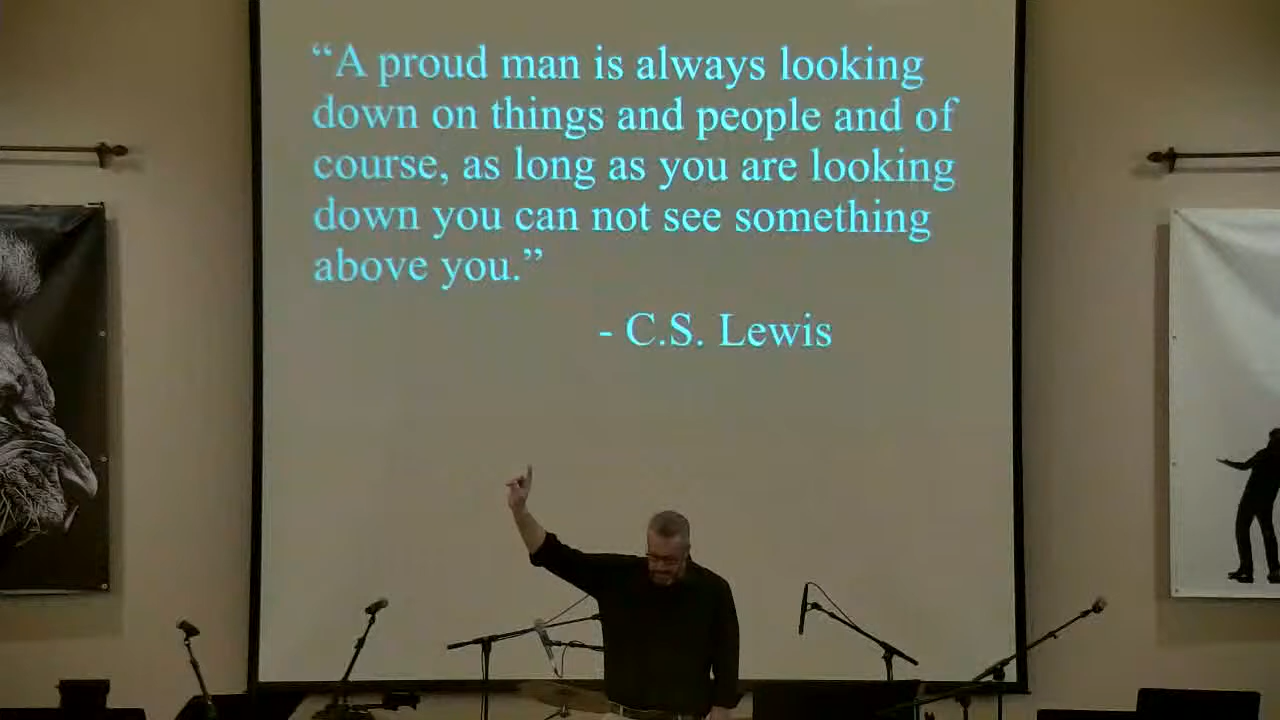 “A proud man is always looking
down on things and people and of
course, as long as you are looking
down you can not see something
above you.”
- C.S. Lewis